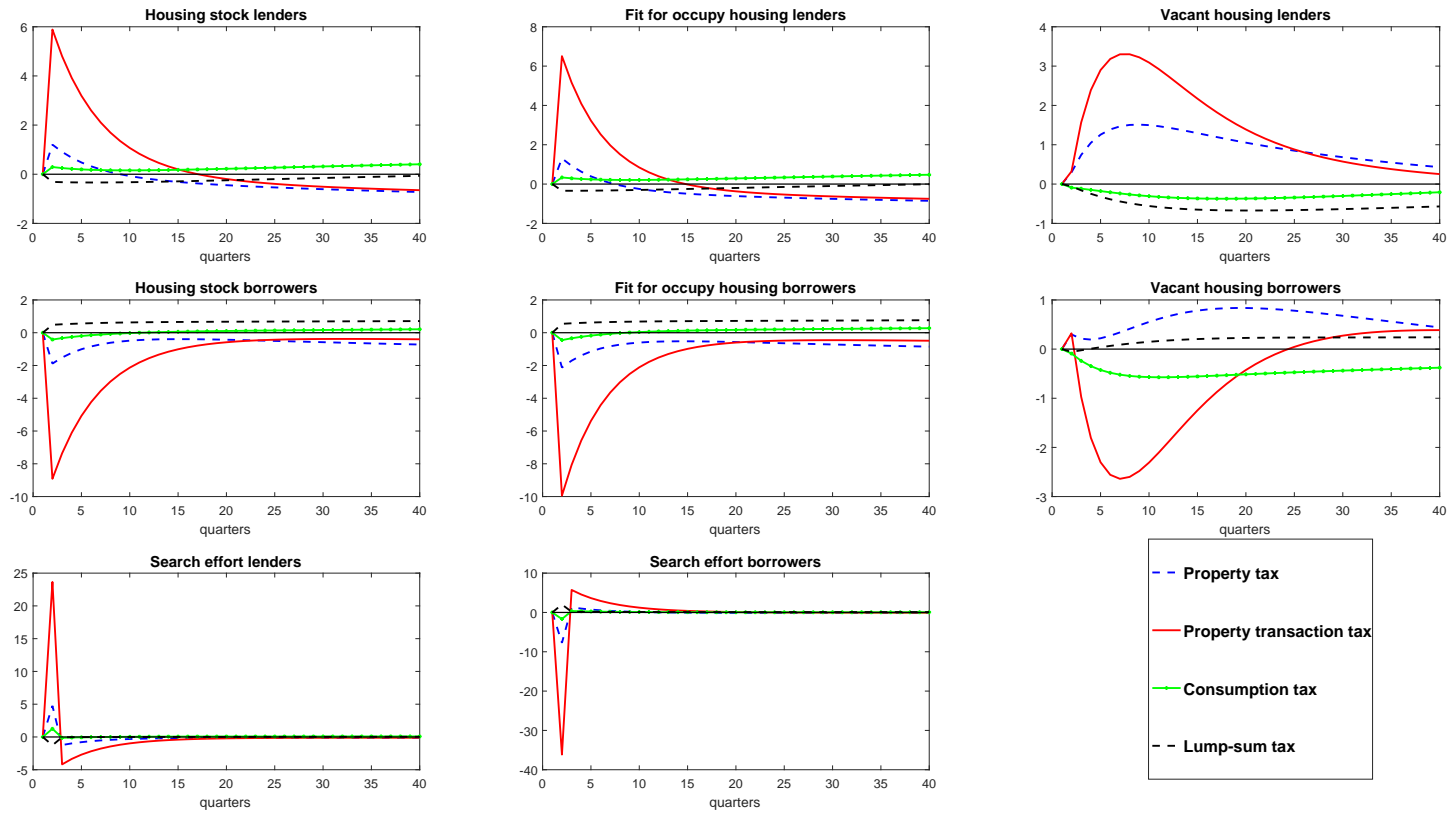 Housing stock lenders
6
4
2
0
-2
0 5 10 15 20 25 30 35 40
quarters
Fit for occupy housing lenders
8
6
4
2
0
-2
0 5 10 15 20 25 30 35 40
quarters
Vacant housing lenders
4
3
2
1
0
-1
0 5 10 15 20 25 30 35 40
quarters
Housing stock borrowers
2
0
-2
-4
-6
-8
-10
0 5 10 15 20 25 30 35 40
quarters
Fit for occupy housing borrowers
2
0
-2
-4
-6
-8
-10
0 5 10 15 20 25 30 35 40
quarters
Vacant housing borrowers
1
0
-1
-2
-3
0 5 10 15 20 25 30 35 40
quarters
Search effort lenders
25
20
15
10
5
0
-5
0 5 10 15 20 25 30 35 40
quarters
Search effort borrowers
10
0
-10
-20
-30
-40
0 5 10 15 20 25 30 35 40
quarters
Property tax
Property transaction tax
Consumption tax
Lump-sum tax